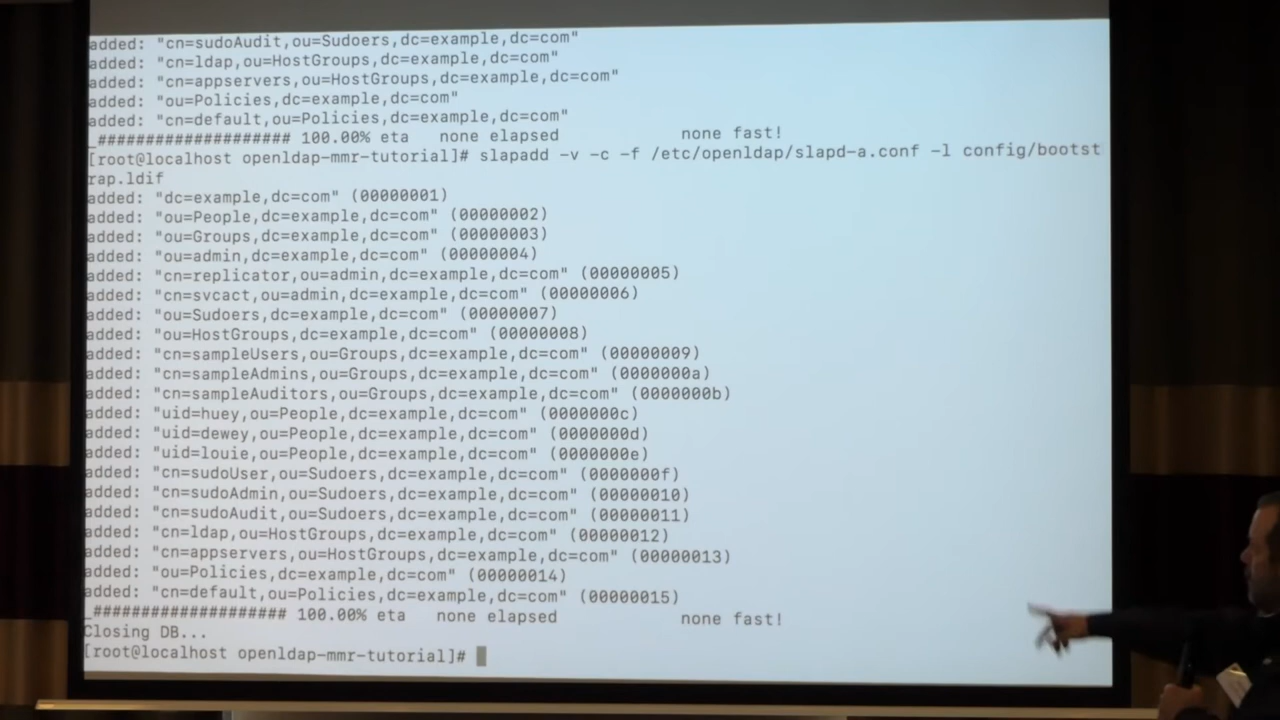 added: "cn=sudoAudit,ou=Sudoers,dc=example,dc=com"
added: "cn=ldap,ou=HostGroups,dc=example,dc=com"
added: "cn=appservers,ou=HostGroups,dc=example,dc=com"
added: "ou=Policies,dc=example,dc=com"
added: "cn=default,ou=Policies,dc=example,dc=com"
_#################### 100.00% eta   none elapsed             none fast!
[root@localhost openldap-mmr-tutorial]# slapadd -v -c -f /etc/openldap/slapd-a.conf -l config/bootst
rap.ldif
added: "dc=example,dc=com" (00000001)
added: "ou=People,dc=example,dc=com" (00000002)
added: "ou=Groups,dc=example,dc=com" (00000003)
added: "ou=admin,dc=example,dc=com" (00000004)
added: "cn=replicator,ou=admin,dc=example,dc=com" (00000005)
added: "cn=svcact,ou=admin,dc=example,dc=com" (00000006)
added: "ou=Sudoers,dc=example,dc=com" (00000007)
added: "ou=HostGroups,dc=example,dc=com" (00000008)
added: "cn=sampleUsers,ou=Groups,dc=example,dc=com" (00000009)
added: "cn=sampleAdmins,ou=Groups,dc=example,dc=com" (0000000a)
added: "cn=sampleAuditors,ou=Groups,dc=example,dc=com" (0000000b)
added: "uid=huey,ou=People,dc=example,dc=com" (0000000c)
added: "uid=dewey,ou=People,dc=example,dc=com" (0000000d)
added: "uid=louie,ou=People,dc=example,dc=com" (0000000e)
added: "cn=sudoUser,ou=Sudoers,dc=example,dc=com" (0000000f)
added: "cn=sudoAdmin,ou=Sudoers,dc=example,dc=com" (00000010)
added: "cn=sudoAudit,ou=Sudoers,dc=example,dc=com" (00000011)
added: "cn=ldap,ou=HostGroups,dc=example,dc=com" (00000012)
added: "cn=appservers,ou=HostGroups,dc=example,dc=com" (00000013)
added: "ou=Policies,dc=example,dc=com" (00000014)
added: "cn=default,ou=Policies,dc=example,dc=com" (00000015)
_#################### 100.00% eta   none elapsed             none fast!
Closing DB...
[root@localhost openldap-mmr-tutorial]#